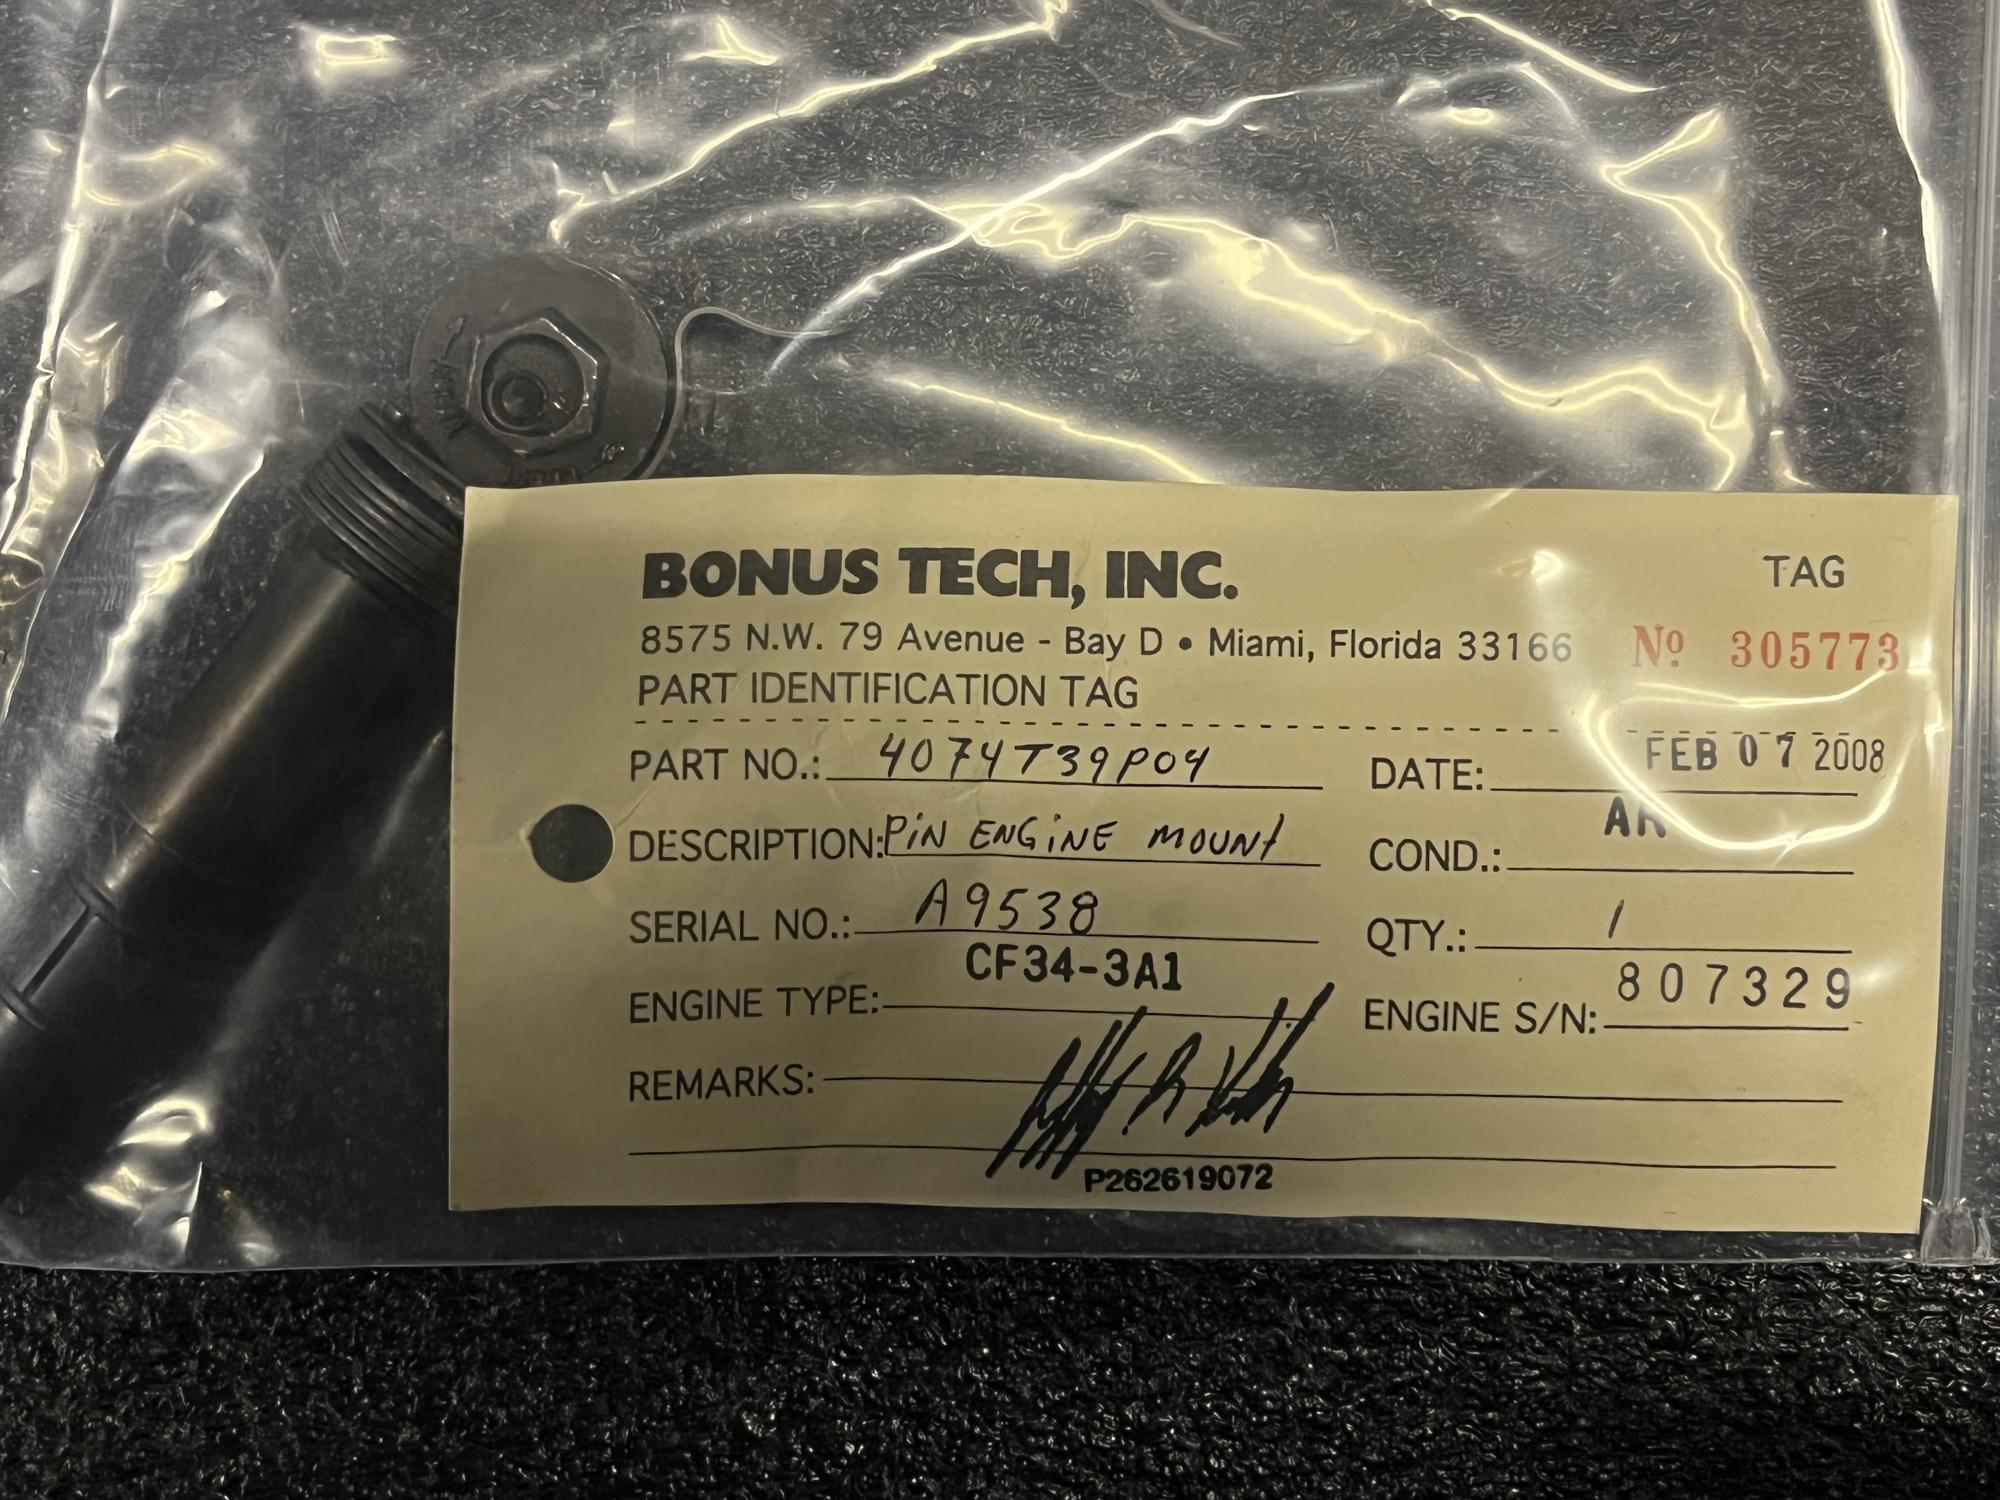 BONUS TECH, INC.
TAG
8575 N.W. 79 Avenue - Bay D • Miami, Florida 33166
Nº 305773
PART IDENTIFICATION TAG
PART NO.: 4074T39P04
DATE: FEB 07 2008
DESCRIPTION: PIN ENGINE MOUNT
COND.: AR
SERIAL NO.: A9538
QTY.: 1
ENGINE TYPE: CF34-3A1
ENGINE S/N: 807329
REMARKS:
P262619072